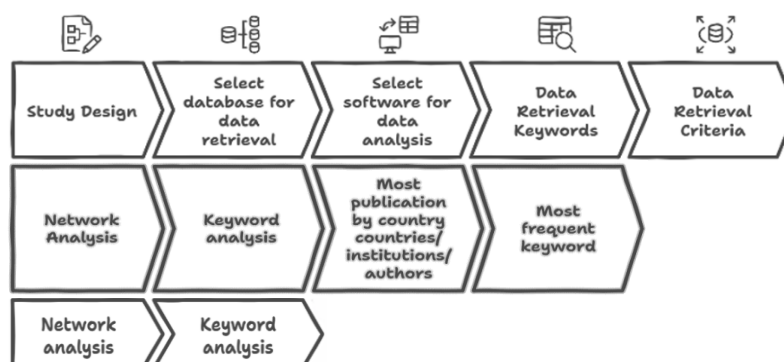 Study Design
Select
database for
data
retrieval
Select
software for
data
analysis
Data
Retrieval
Keywords
Data
Retrieval
Criteria
Network
Analysis
Keyword
analysis
Most
publication
by country
countries/
institutions/
authors
Most
frequent
keyword
Network
analysis
Keyword
analysis